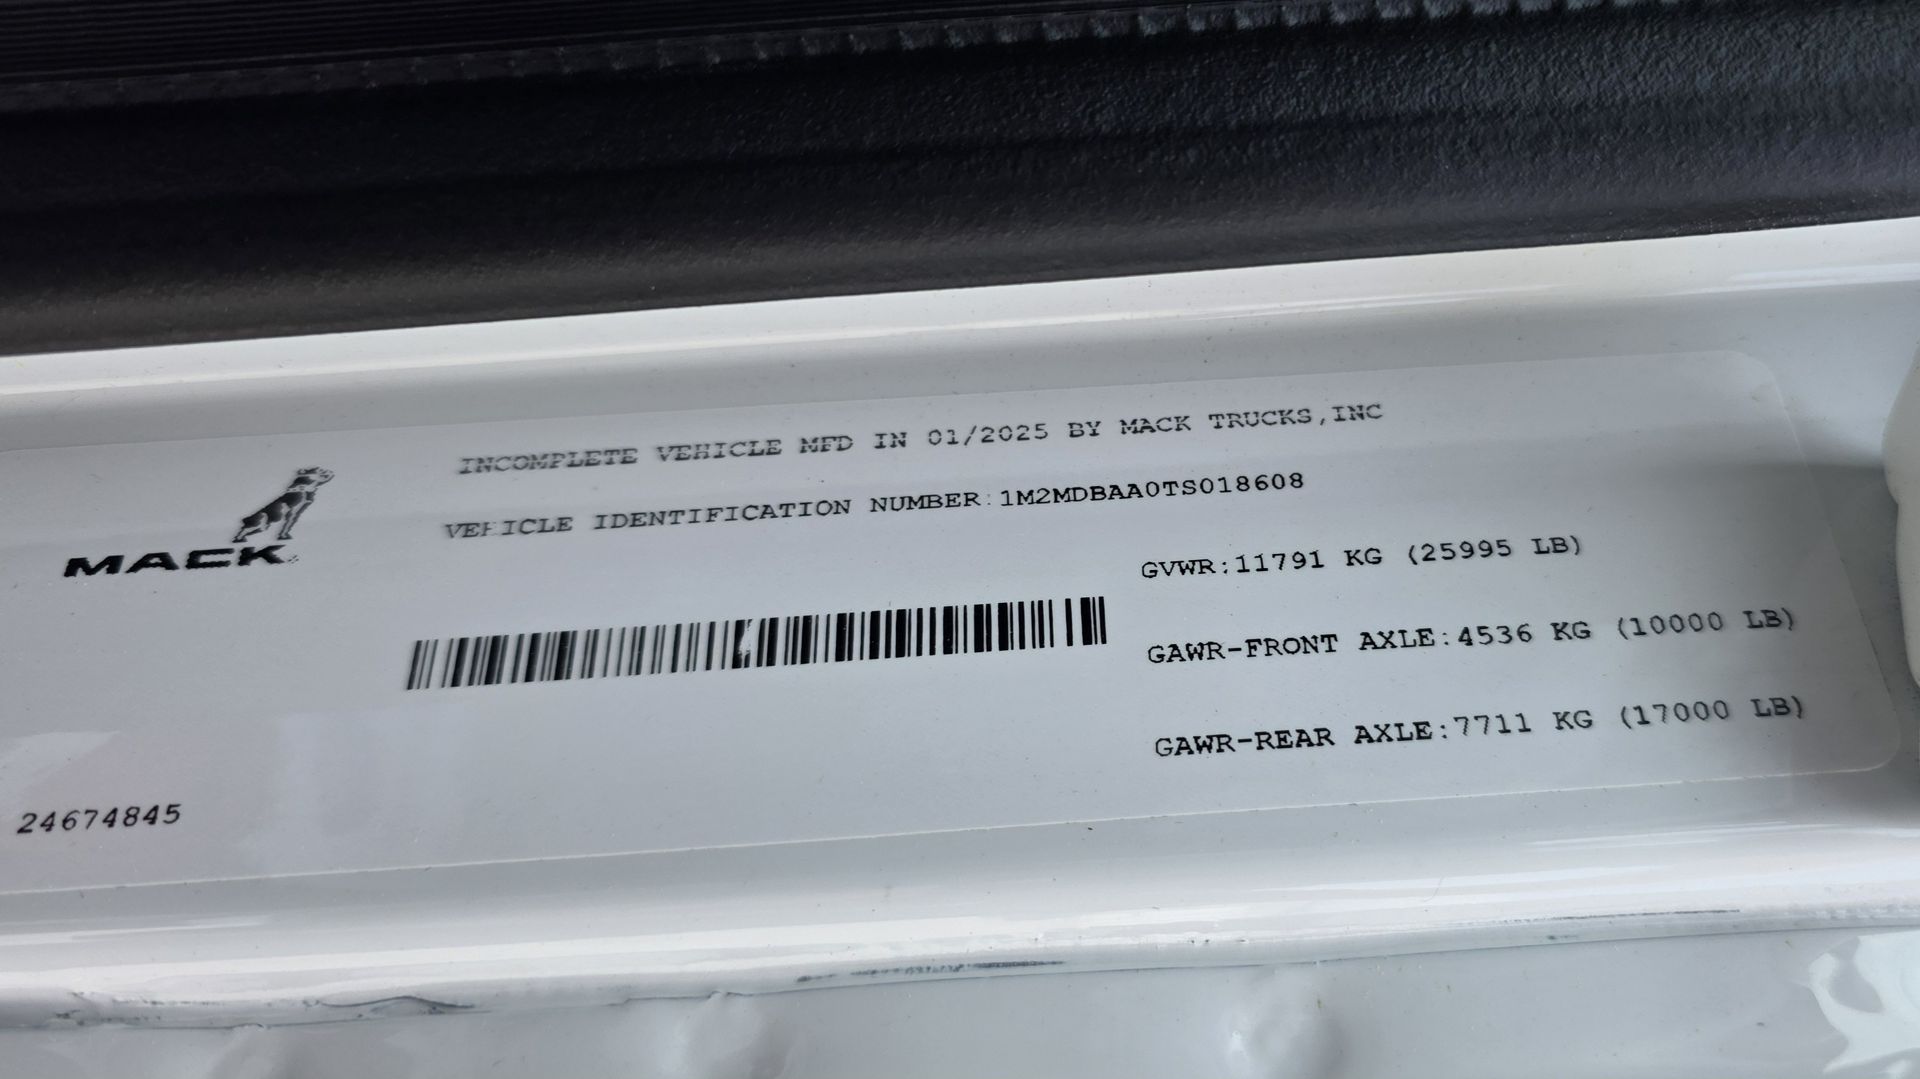 INCOMPLETE VEHICLE MFD IN 01/2025 BY MACK TRUCKS,INC
VEHICLE IDENTIFICATION NUMBER:1M2MDBAA0TS018608
MACK
GVWR:11791 KG (25995 LB)
GAWR-FRONT AXLE:4536 KG (10000 LB)
GAWR-REAR AXLE:7711 KG (17000 LB)
24674845